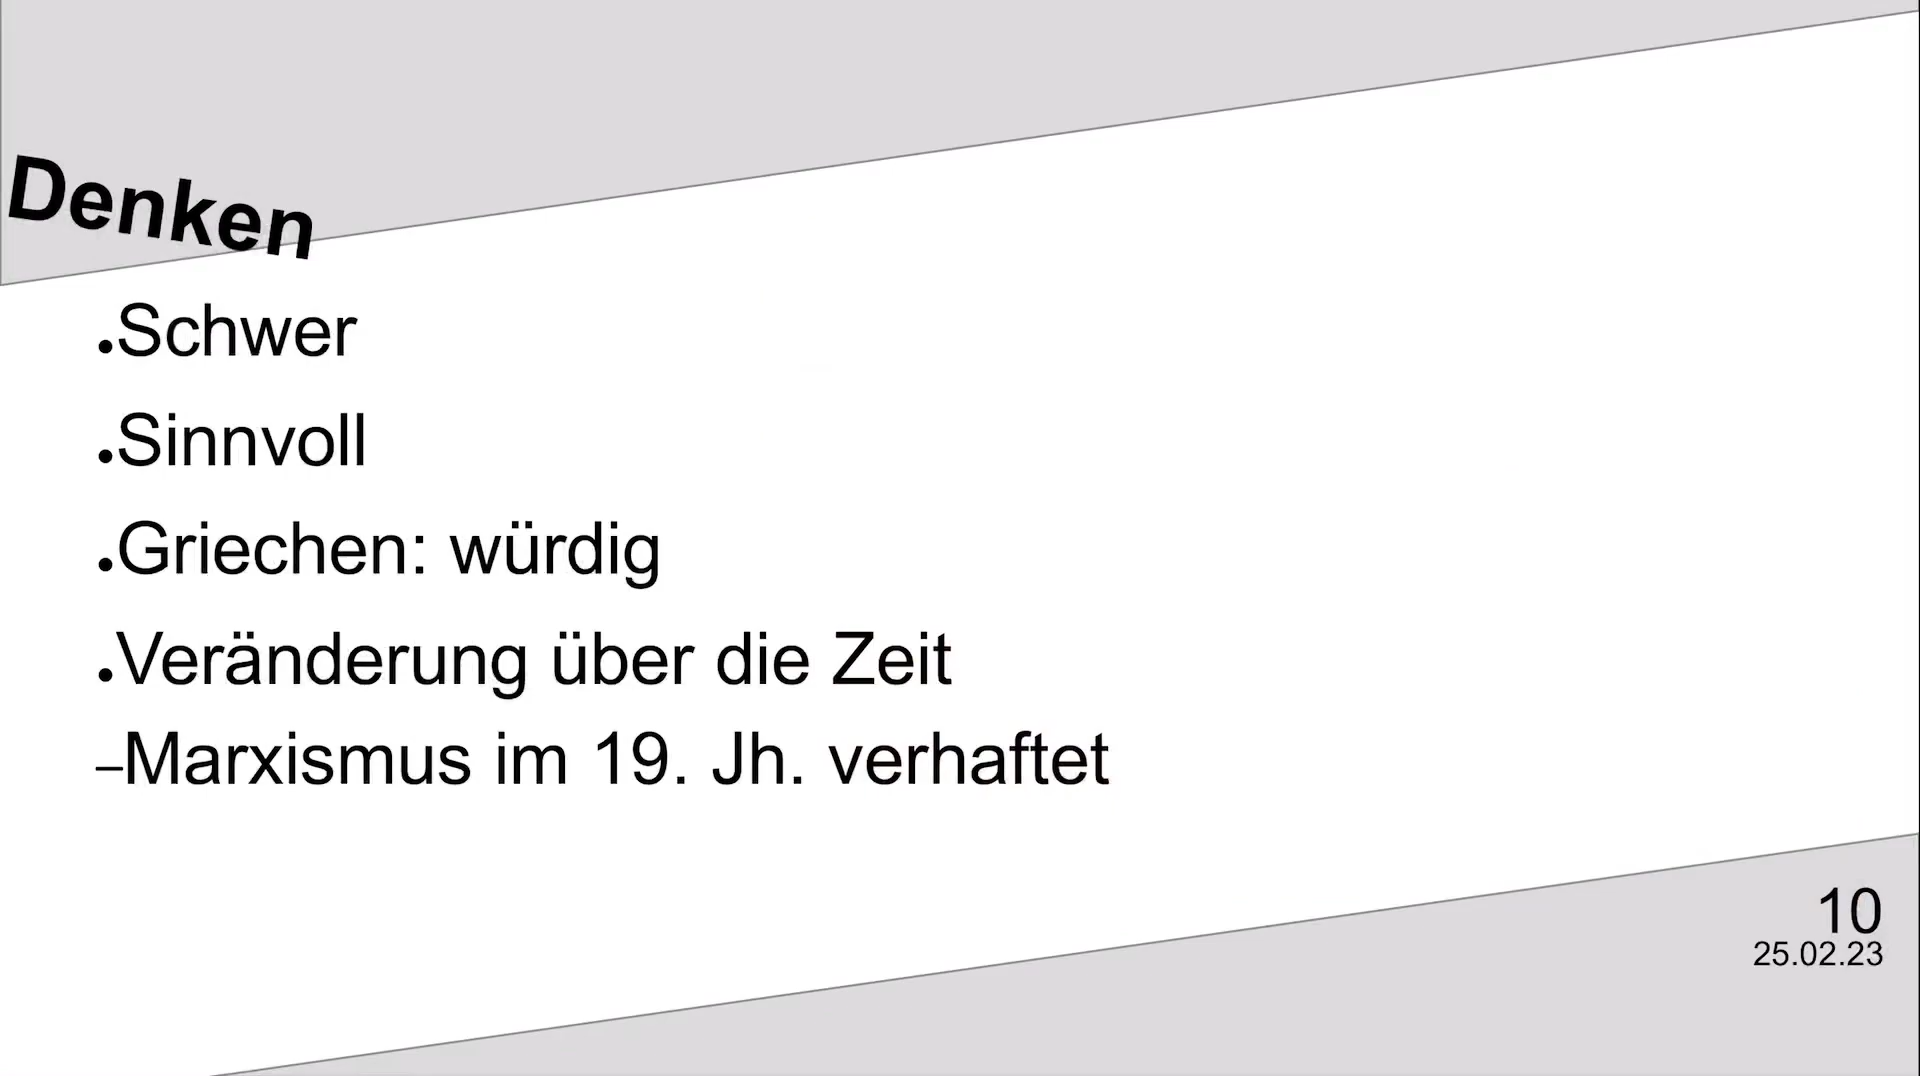 Denken
●Schwer
●Sinnvoll
●Griechen: würdig
●Veränderung über die Zeit
–Marxismus im 19. Jh. verhaftet
10
25.02.23